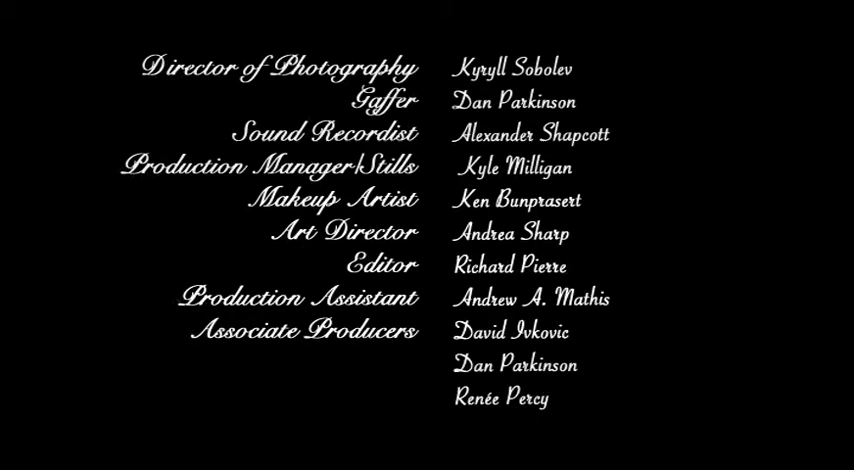 Director of Photography Kyryll Sobolev
Gaffer Dan Parkinson
Sound Recordist Alexander Shapcott
Production Manager/Stills Kyle Milligan
Makeup Artist Ken Bunprasert
Art Director Andrea Sharp
Editor Richard Pierre
Production Assistant Andrew A. Mathis
Associate Producers David Ivkovic
Dan Parkinson
Renée Percy